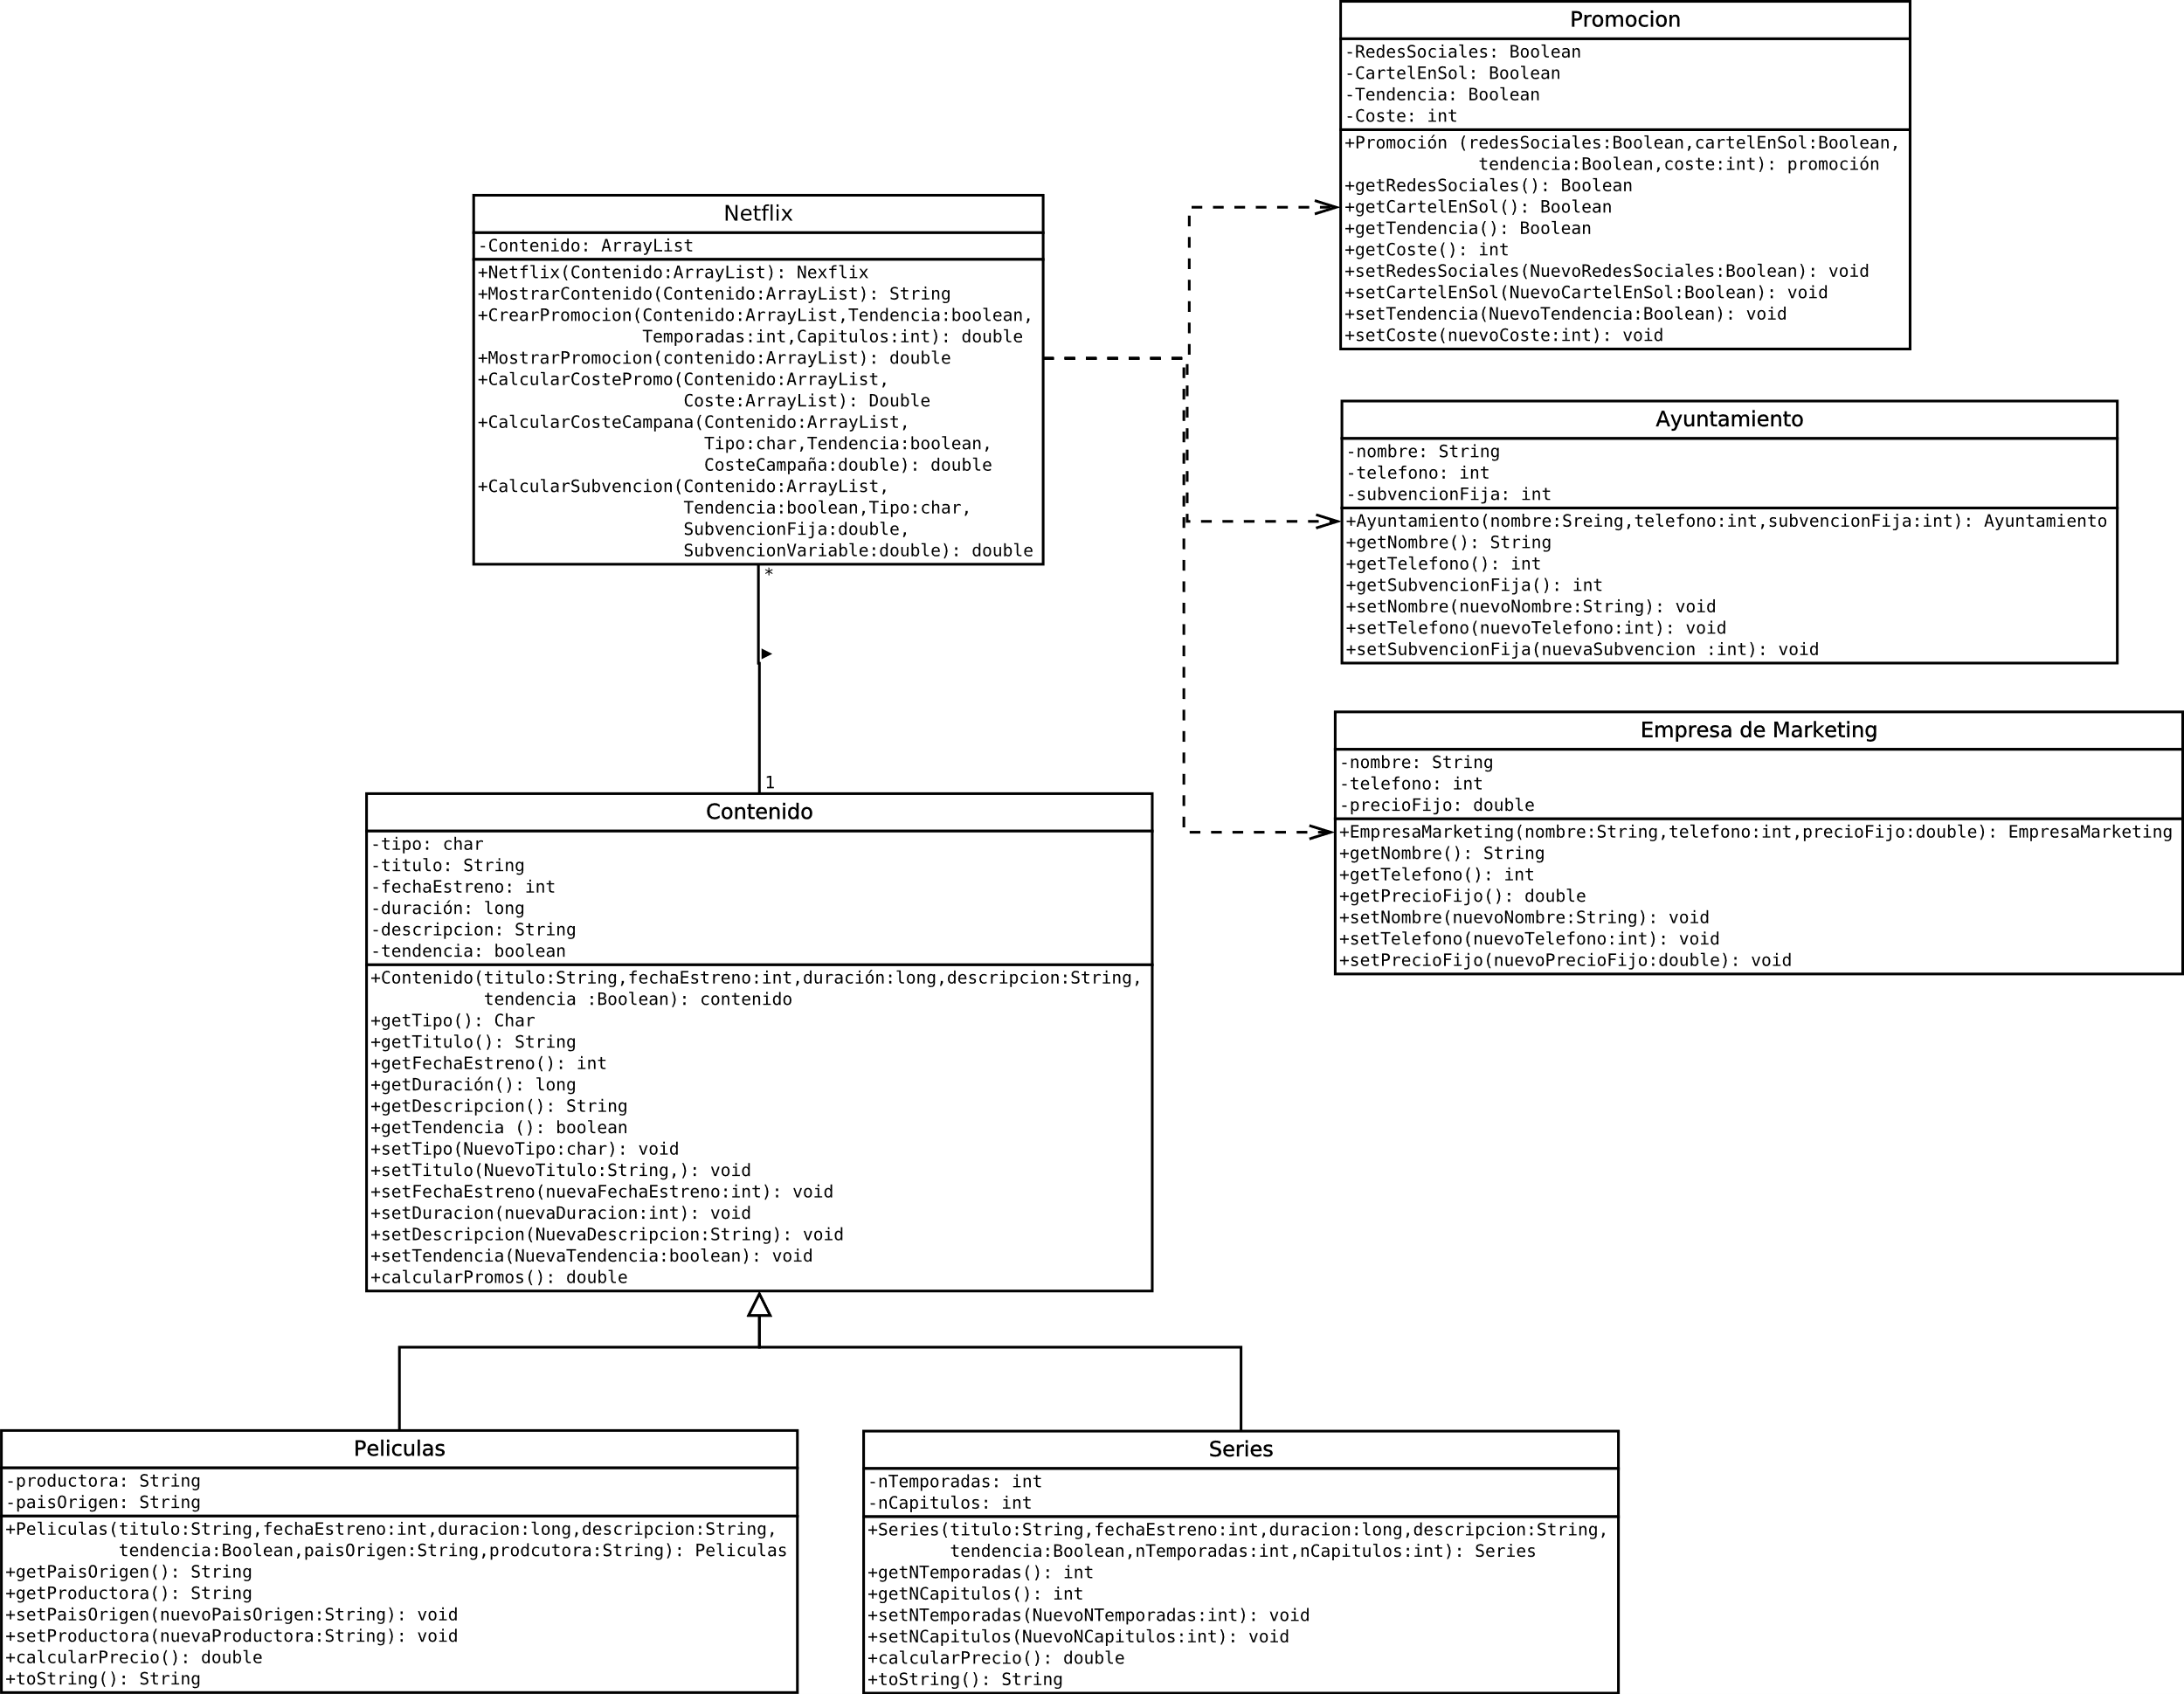 Netflix
-Contenido: ArrayList
+Netflix(Contenido:ArrayList): Nexflix
+MostrarContenido(Contenido:ArrayList): String
+CrearPromocion(Contenido:ArrayList,Tendencia:boolean,
Temporadas:int,Capitulos:int): double
+MostrarPromocion(contenido:ArrayList): double
+CalcularCostePromo(Contenido:ArrayList,
Coste:ArrayList): Double
+CalcularCosteCampana(Contenido:ArrayList,
Tipo:char,Tendencia:boolean,
CosteCampaña:double): double
+CalcularSubvencion(Contenido:ArrayList,
Tendencia:boolean,Tipo:char,
SubvencionFija:double,
SubvencionVariable:double): double
*
1
Promocion
-RedesSociales: Boolean
-CartelEnSol: Boolean
-Tendencia: Boolean
-Coste: int
+Promoción (redesSociales:Boolean,cartelEnSol:Boolean,
tendencia:Boolean,coste:int): promoción
+getRedesSociales(): Boolean
+getCartelEnSol(): Boolean
+getTendencia(): Boolean
+getCoste(): int
+setRedesSociales(NuevoRedesSociales:Boolean): void
+setCartelEnSol(NuevoCartelEnSol:Boolean): void
+setTendencia(NuevoTendencia:Boolean): void
+setCoste(nuevoCoste:int): void
Ayuntamiento
-nombre: String
-telefono: int
-subvencionFija: int
+Ayuntamiento(nombre:Sreing,telefono:int,subvencionFija:int): Ayuntamiento
+getNombre(): String
+getTelefono(): int
+getSubvencionFija(): int
+setNombre(nuevoNombre:String): void
+setTelefono(nuevoTelefono:int): void
+setSubvencionFija(nuevaSubvencion :int): void
Empresa de Marketing
-nombre: String
-telefono: int
-precioFijo: double
+EmpresaMarketing(nombre:String,telefono:int,precioFijo:double): EmpresaMarketing
+getNombre(): String
+getTelefono(): int
+getPrecioFijo(): double
+setNombre(nuevoNombre:String): void
+setTelefono(nuevoTelefono:int): void
+setPrecioFijo(nuevoPrecioFijo:double): void
Contenido
-tipo: char
-titulo: String
-fechaEstreno: int
-duración: long
-descripcion: String
-tendencia: boolean
+Contenido(titulo:String,fechaEstreno:int,duración:long,descripcion:String,
tendencia :Boolean): contenido
+getTipo(): Char
+getTitulo(): String
+getFechaEstreno(): int
+getDuración(): long
+getDescripcion(): String
+getTendencia (): boolean
+setTipo(NuevoTipo:char): void
+setTitulo(NuevoTitulo:String,): void
+setFechaEstreno(nuevaFechaEstreno:int): void
+setDuracion(nuevaDuracion:int): void
+setDescripcion(NuevaDescripcion:String): void
+setTendencia(NuevaTendencia:boolean): void
+calcularPromos(): double
Peliculas
-productora: String
-paisOrigen: String
+Peliculas(titulo:String,fechaEstreno:int,duracion:long,descripcion:String,
tendencia:Boolean,paisOrigen:String,prodcutora:String): Peliculas
+getPaisOrigen(): String
+getProductora(): String
+setPaisOrigen(nuevoPaisOrigen:String): void
+setProductora(nuevaProductora:String): void
+calcularPrecio(): double
+toString(): String
Series
-nTemporadas: int
-nCapitulos: int
+Series(titulo:String,fechaEstreno:int,duracion:long,descripcion:String,
tendencia:Boolean,nTemporadas:int,nCapitulos:int): Series
+getNTemporadas(): int
+getNCapitulos(): int
+setNTemporadas(NuevoNTemporadas:int): void
+setNCapitulos(NuevoNCapitulos:int): void
+calcularPrecio(): double
+toString(): String